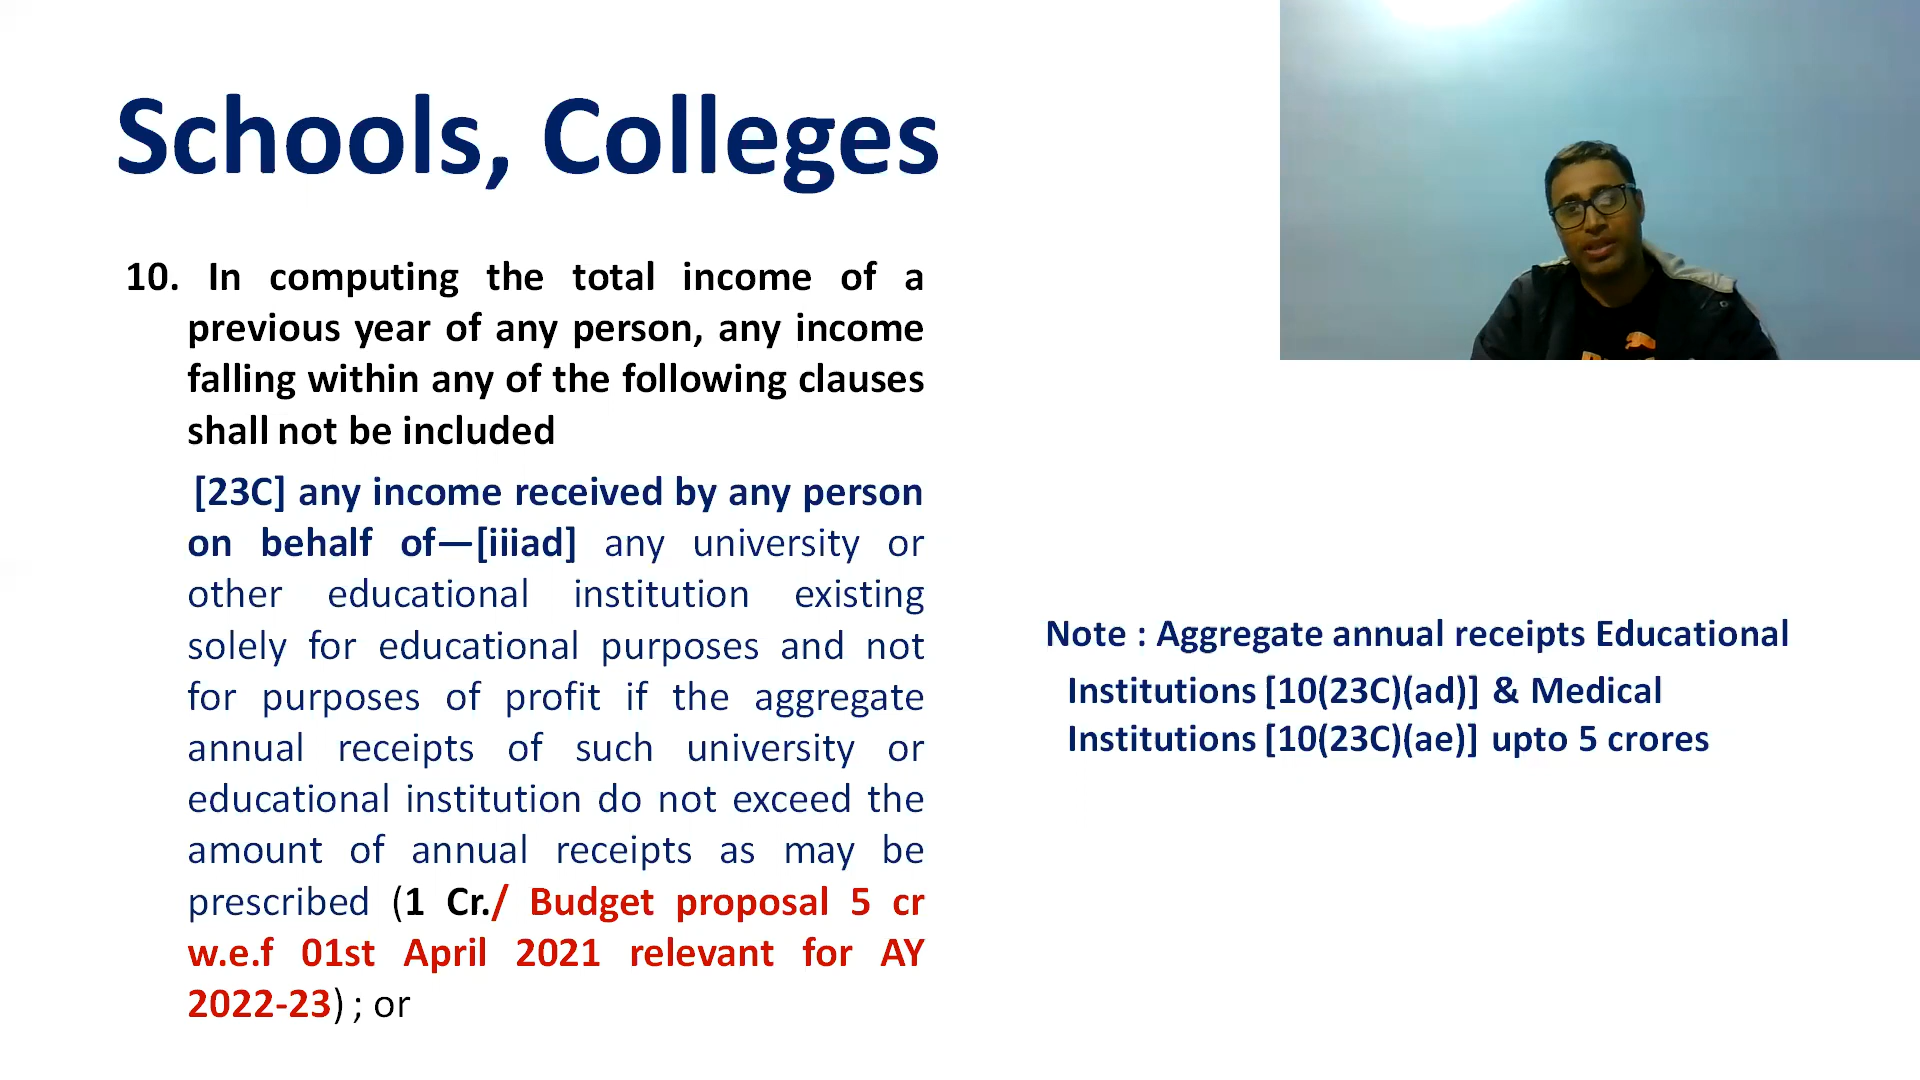 Schools, Colleges
10. In computing the total income of a
previous year of any person, any income
falling within any of the following clauses
shall not be included
[23C] any income received by any person
on behalf of—[iiiad] any university or
other educational institution existing
solely for educational purposes and not
for purposes of profit if the aggregate
annual receipts of such university or
educational institution do not exceed the
amount of annual receipts as may be
prescribed (1 Cr./ Budget proposal 5 cr
w.e.f 01st April 2021 relevant for AY
2022-23) ; or
Note : Aggregate annual receipts Educational
Institutions [10(23C)(ad)] & Medical
Institutions [10(23C)(ae)] upto 5 crores